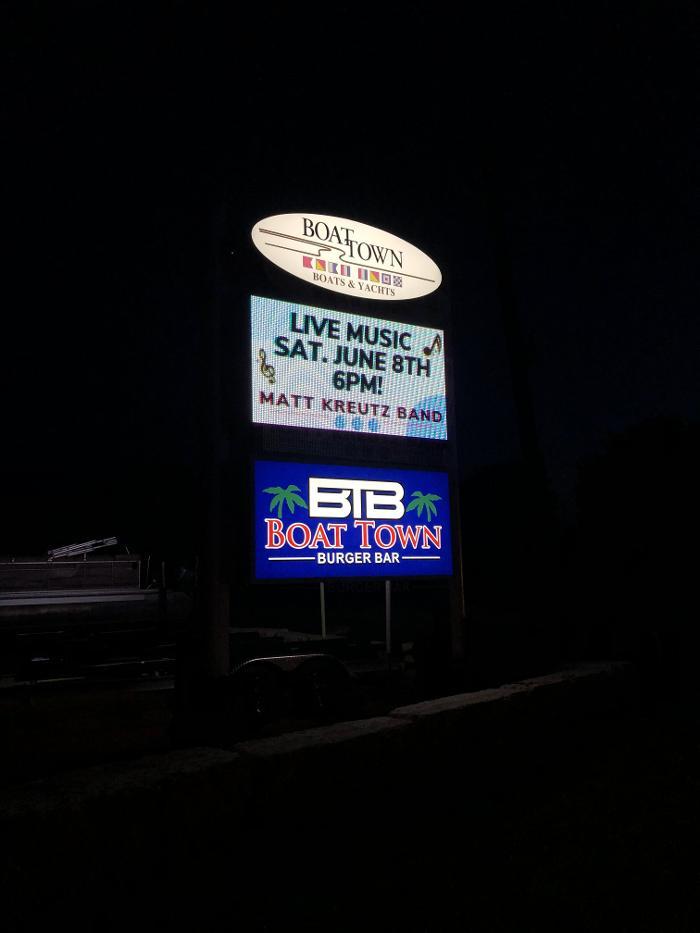 BOAT TOWN
BOATS & YACHTS
LIVE MUSIC
SAT. JUNE 8TH
6PM!
MATT KREUTZ BAND
BTB
BOAT TOWN
BURGER BAR